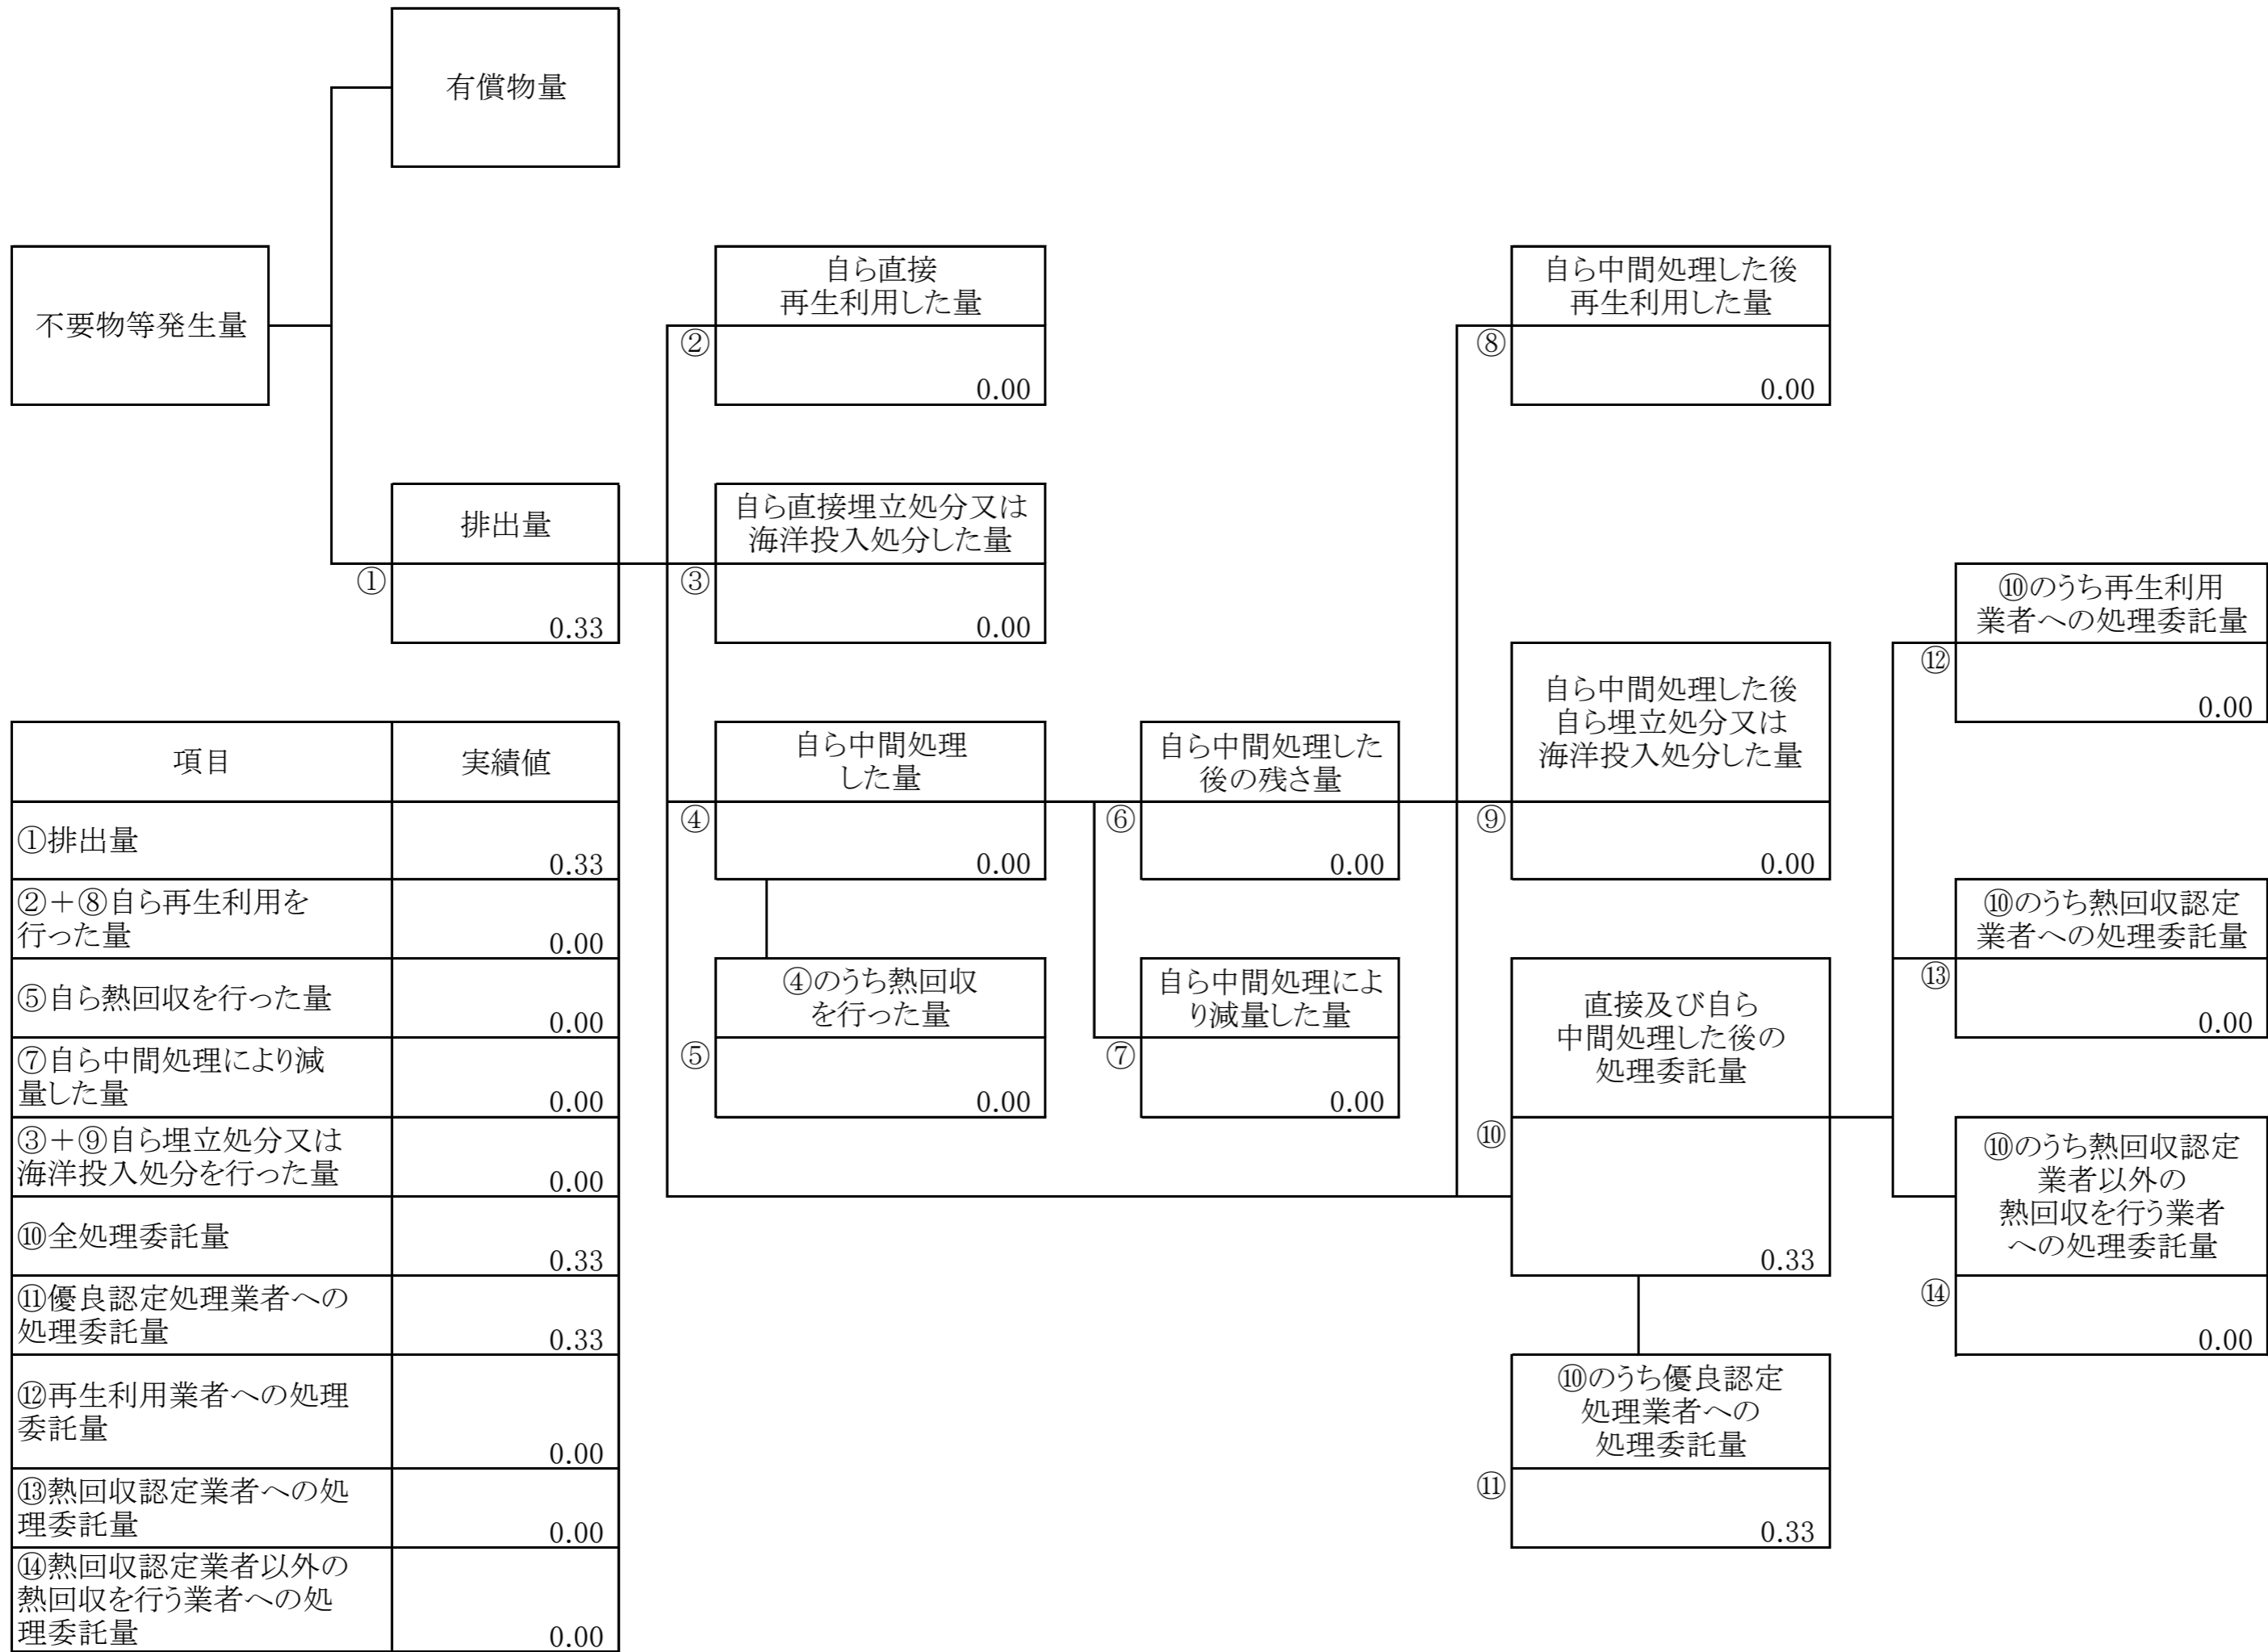 有償物量
不要物等発生量
自ら直接
再生利用した量
②
0.00
自ら中間処理した後
再生利用した量
⑧
0.00
排出量
①
0.33
自ら直接埋立処分又は
海洋投入処分した量
③
0.00
⑩のうち再生利用
業者への処理委託量
⑫
0.00
自ら中間処理
した量
④
0.00
自ら中間処理した
後の残さ量
⑥
0.00
自ら中間処理した後
自ら埋立処分又は
海洋投入処分した量
⑨
0.00
⑩のうち熱回収認定
業者への処理委託量
⑬
0.00
④のうち熱回収
を行った量
⑤
0.00
自ら中間処理によ
り減量した量
⑦
0.00
直接及び自ら
中間処理した後の
処理委託量
⑩
0.33
⑩のうち熱回収認定
業者以外の
熱回収を行う業者
への処理委託量
⑭
0.00
⑩のうち優良認定
処理業者への
処理委託量
⑪
0.33
項目
実績値
①排出量
0.33
②+⑧自ら再生利用を
行った量
0.00
⑤自ら熱回収を行った量
0.00
⑦自ら中間処理により減
量した量
0.00
③+⑨自ら埋立処分又は
海洋投入処分を行った量
0.00
⑩全処理委託量
0.33
⑪優良認定処理業者への
処理委託量
0.33
⑫再生利用業者への処理
委託量
0.00
⑬熱回収認定業者への処
理委託量
0.00
⑭熱回収認定業者以外の
熱回収を行う業者への処
理委託量
0.00